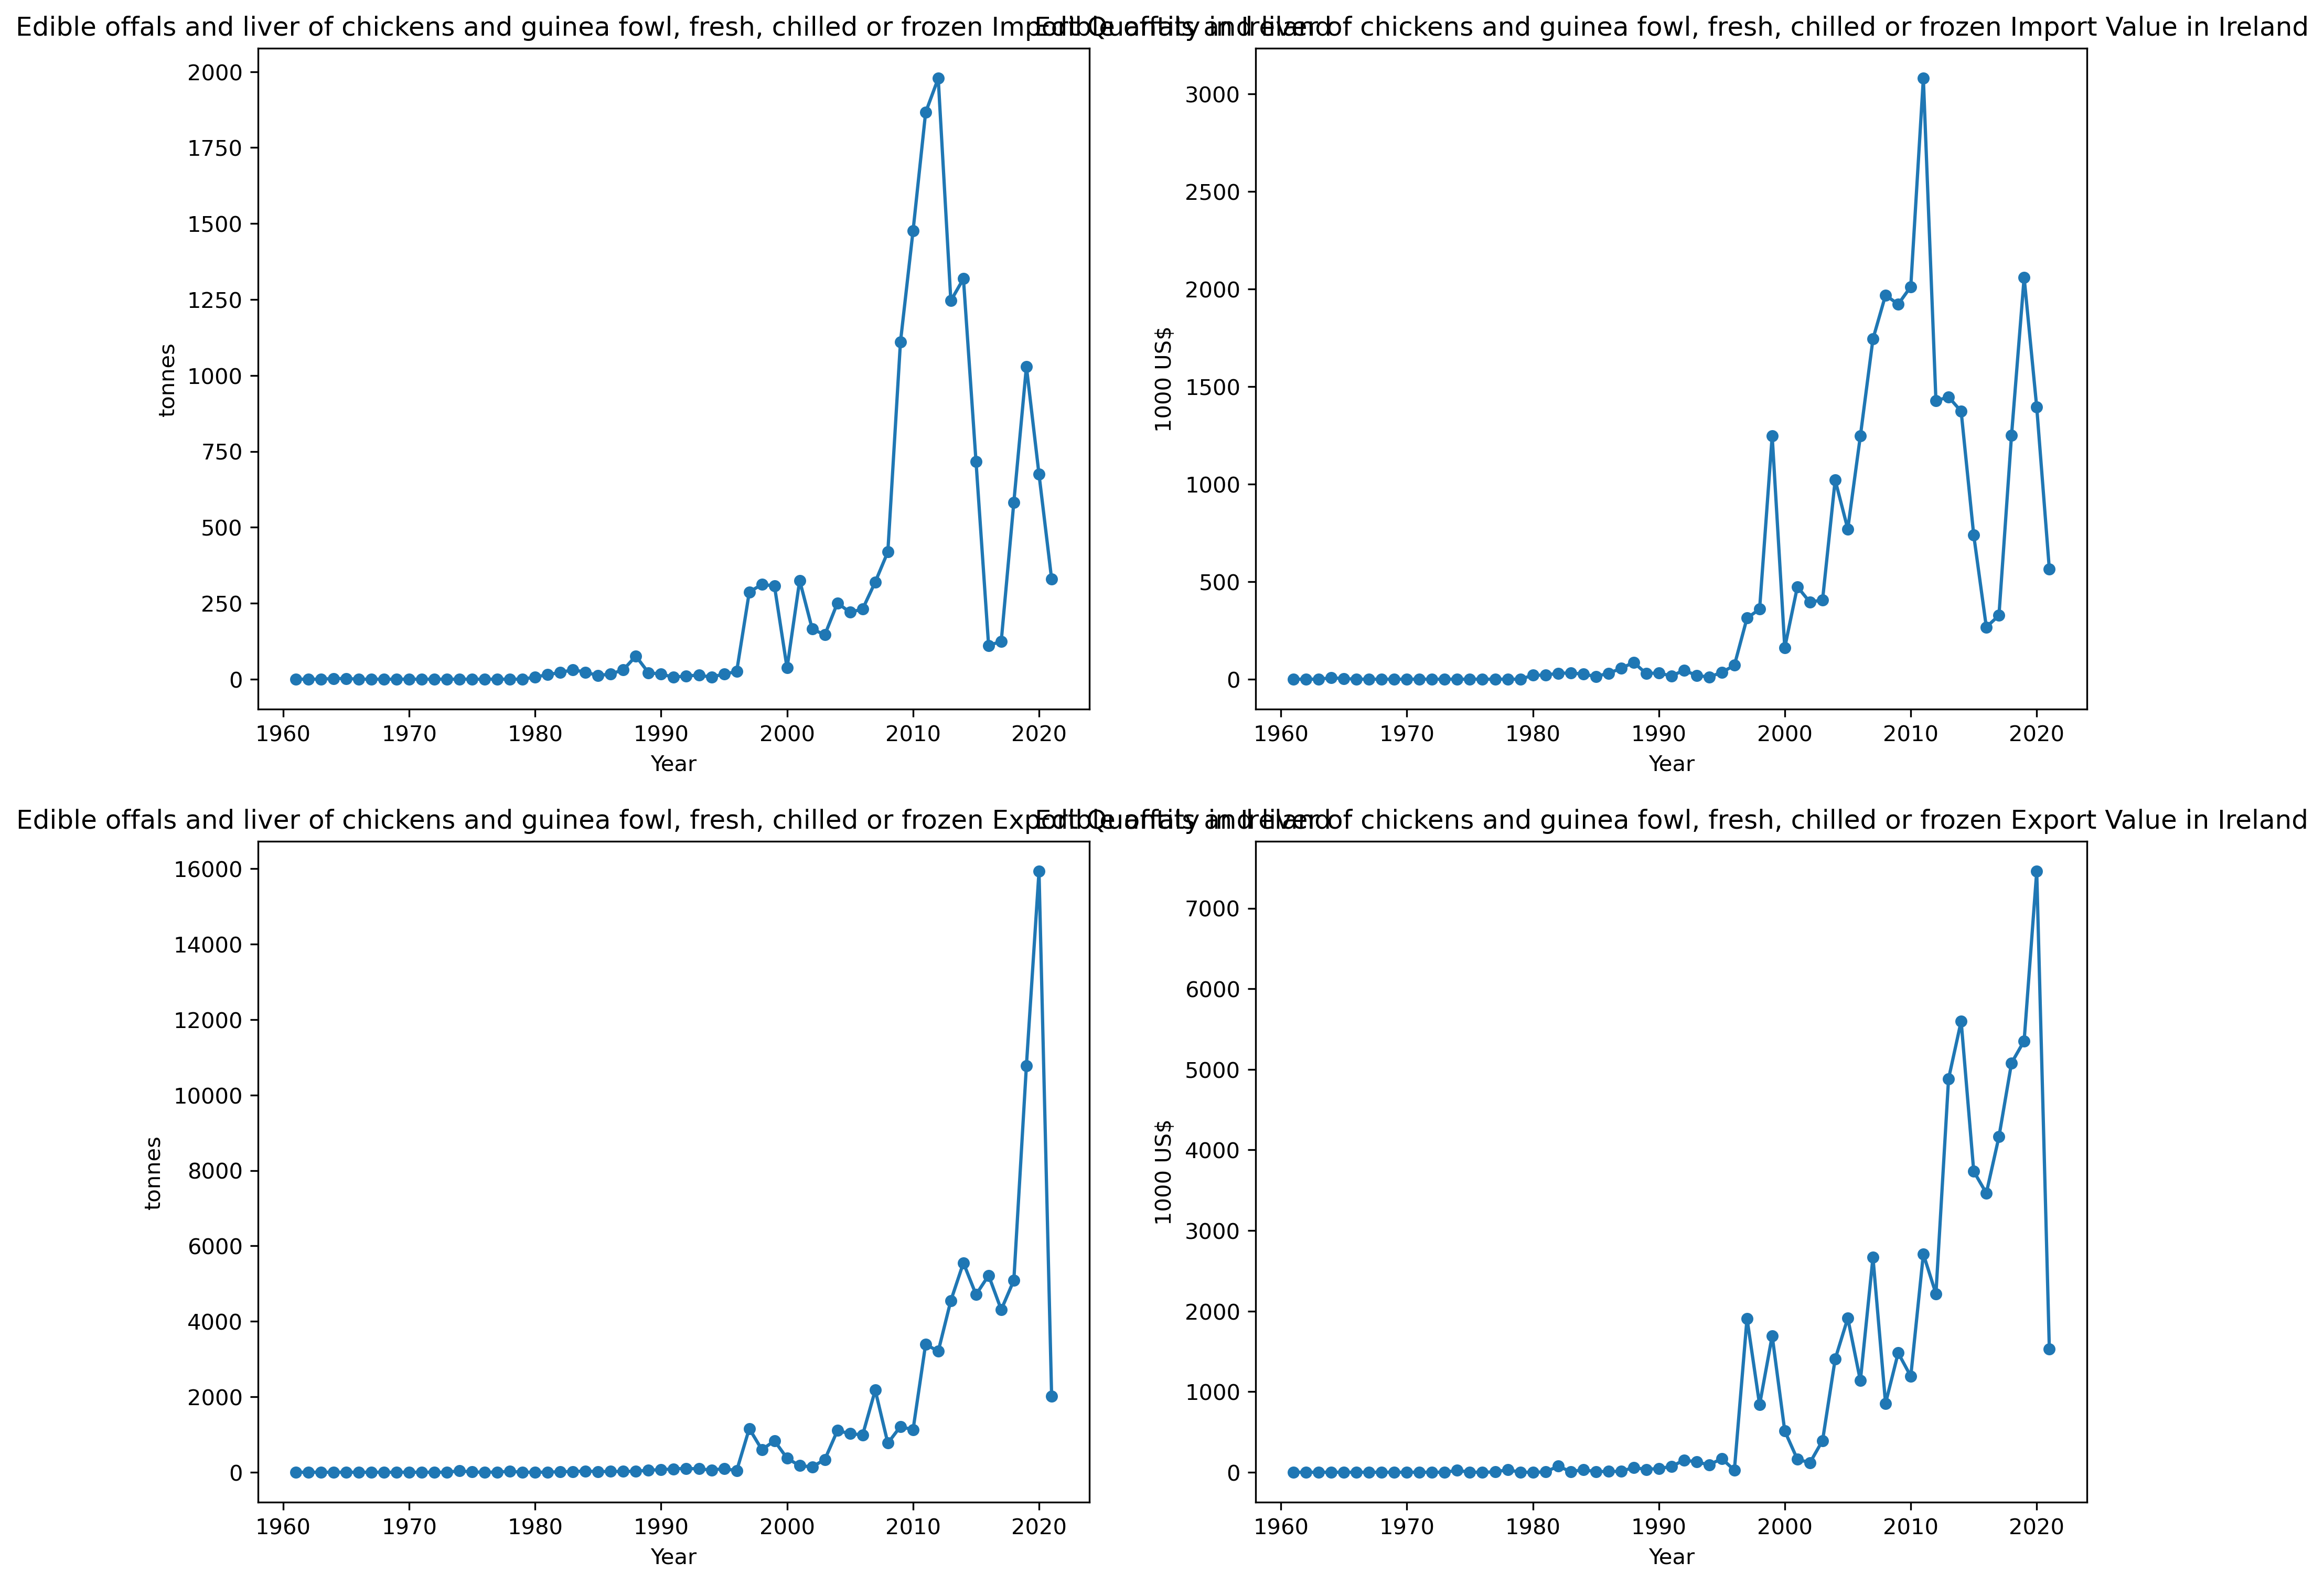 Edible offals and liver of chickens and guinea fowl, fresh, chilled or frozen Import Quantity in Ireland
2000
1750
1500
1250
1000
750
500
250
0
tonnes
1960 1970 1980 1990 2000 2010 2020
Year
Edible offals and liver of chickens and guinea fowl, fresh, chilled or frozen Import Value in Ireland
3000
2500
2000
1500
1000
500
0
1000 US$
1960 1970 1980 1990 2000 2010 2020
Year
Edible offals and liver of chickens and guinea fowl, fresh, chilled or frozen Export Quantity in Ireland
16000
14000
12000
10000
8000
6000
4000
2000
0
tonnes
1960 1970 1980 1990 2000 2010 2020
Year
Edible offals and liver of chickens and guinea fowl, fresh, chilled or frozen Export Value in Ireland
7000
6000
5000
4000
3000
2000
1000
0
1000 US$
1960 1970 1980 1990 2000 2010 2020
Year